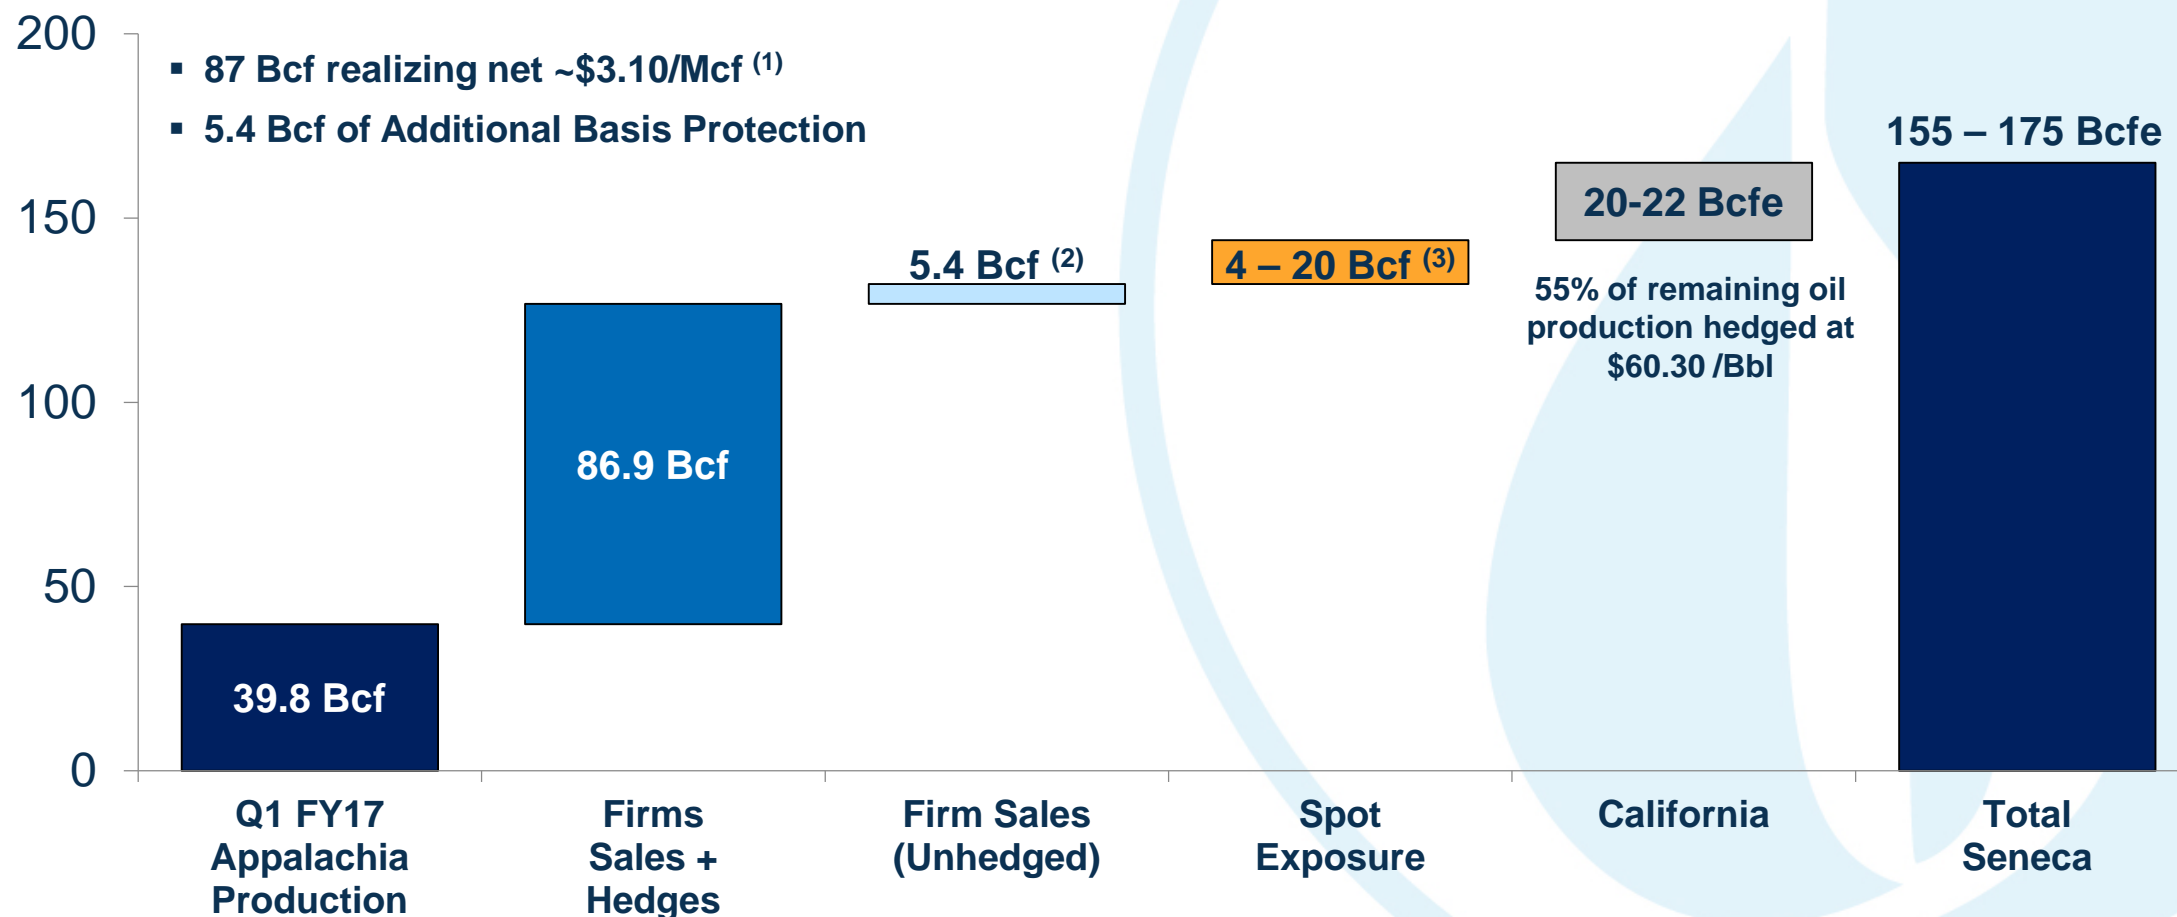 200
▪ 87 Bcf realizing net ~$3.10/Mcf (1)
▪ 5.4 Bcf of Additional Basis Protection
155 – 175 Bcfe
20-22 Bcfe
150
5.4 Bcf (2)
4 – 20 Bcf (3)
55% of remaining oil
production hedged at
$60.30 /Bbl
100
86.9 Bcf
50
39.8 Bcf
0
Q1 FY17
Appalachia
Production
Firms
Sales +
Hedges
Firm Sales
(Unhedged)
Spot
Exposure
California
Total
Seneca